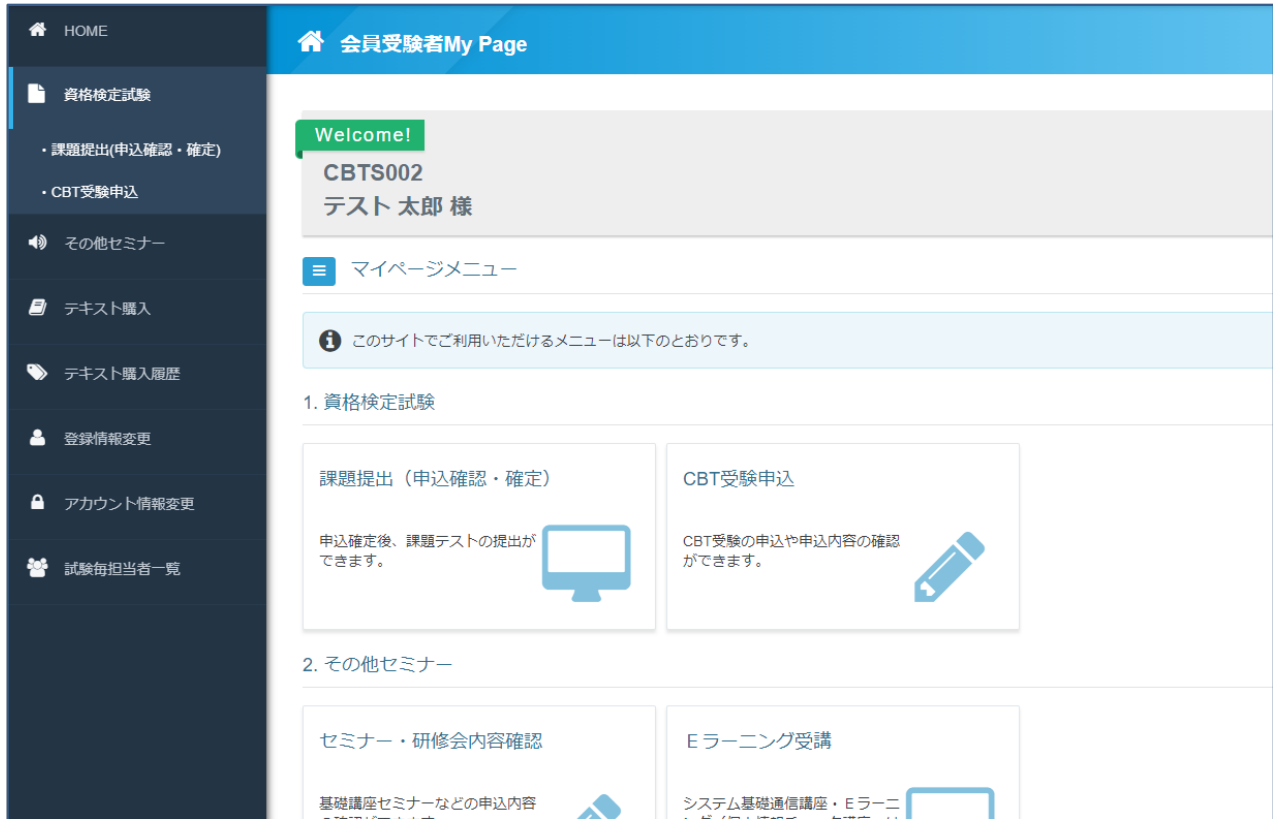 HOME
資格検定試験
・課題提出(申込確認・確定)
・CBT受験申込
その他セミナー
テキスト購入
テキスト購入履歴
登録情報変更
アカウント情報変更
試験毎担当者一覧
会員受験者My Page
Welcome!
CBTS002
テスト 太郎 様
マイページメニュー
このサイトでご利用いただけるメニューは以下のとおりです。
1. 資格検定試験
課題提出（申込確認・確定）
申込確定後、課題テストの提出が
できます。
CBT受験申込
CBT受験の申込や申込内容の確認
ができます。
2. その他セミナー
セミナー・研修会内容確認
基礎講座セミナーなどの申込内容
Ｅラーニング受講
システム基礎通信講座・Ｅラーニ